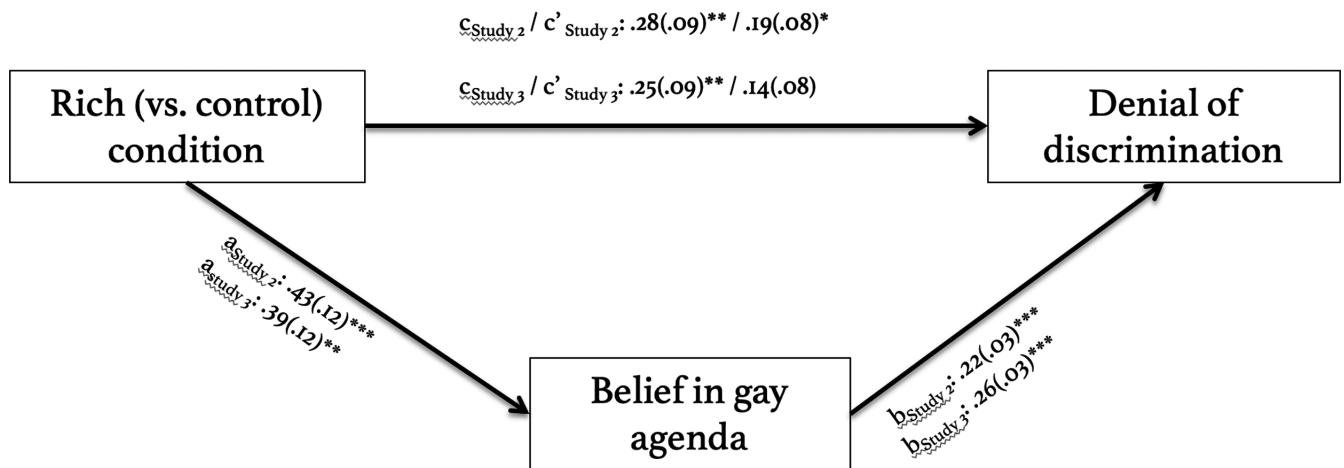 cStudy 2 / c’ Study 2: .28(.09)** / .19(.08)*
cStudy 3 / c’ Study 3: .25(.09)** / .14(.08)
Rich (vs. control)
condition
Denial of
discrimination
aStudy 2: .43(.12)***
astudy 3: .39(.12)**
bStudy 2: .22(.03)***
bStudy 3: .26(.03)***
Belief in gay
agenda